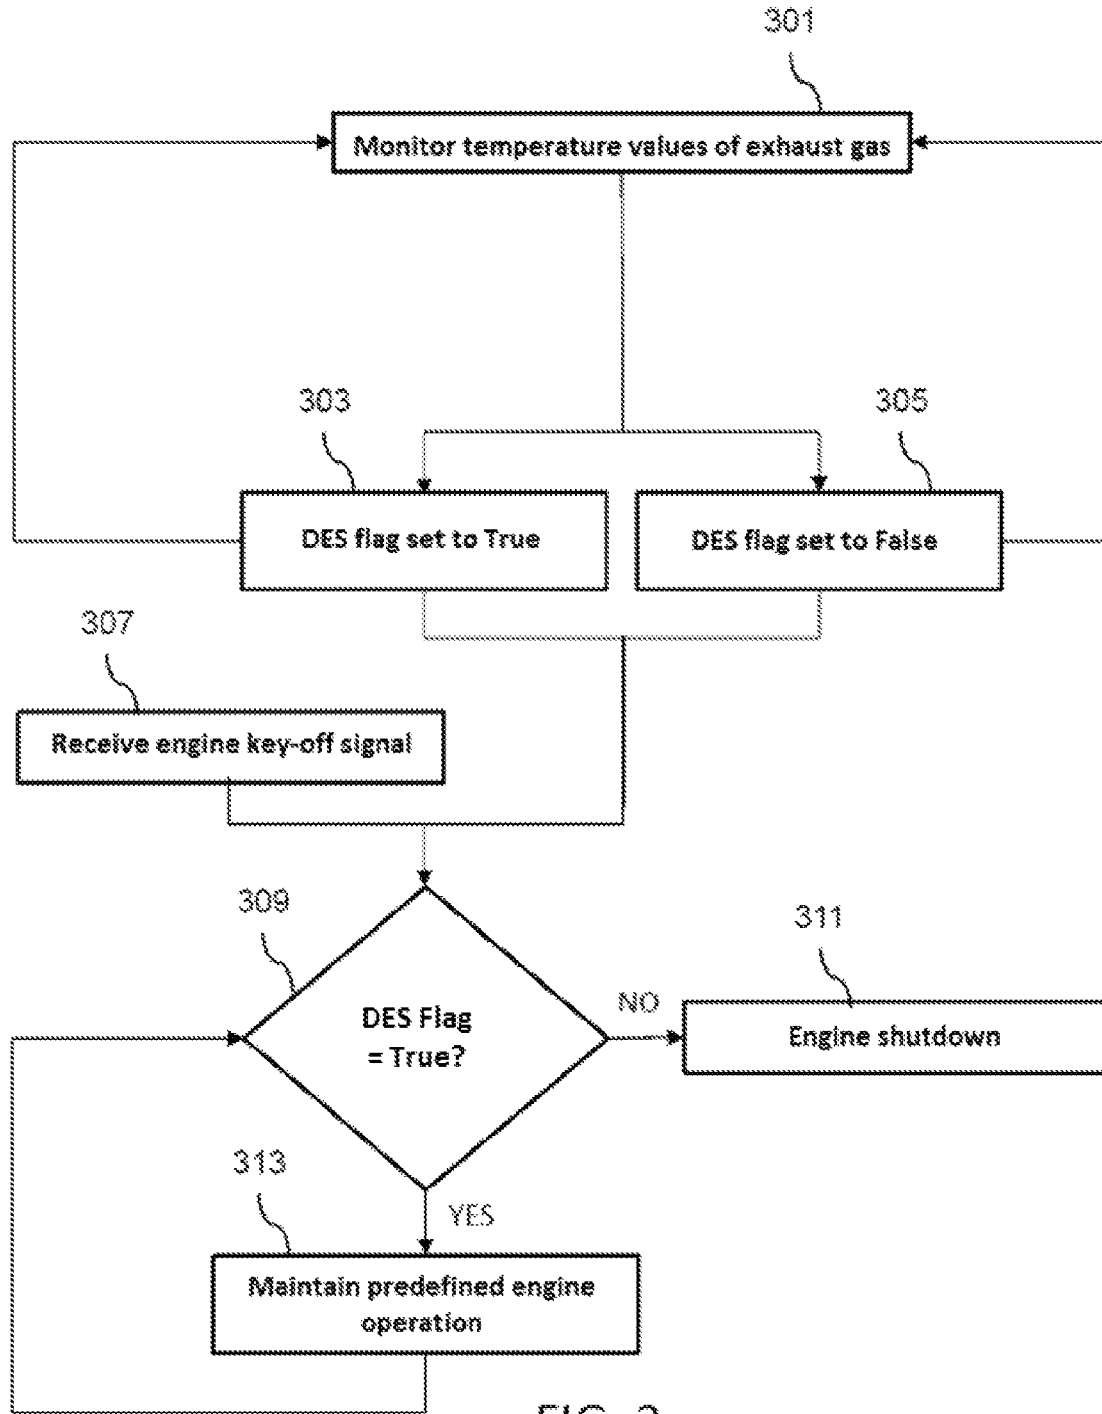 301
Monitor temperature values of exhaust gas
303
305
DES flag set to True
DES flag set to False
307
Receive engine key-off signal
309
311
DES Flag
= True?
NO
Engine shutdown
313
YES
Maintain predefined engine
operation